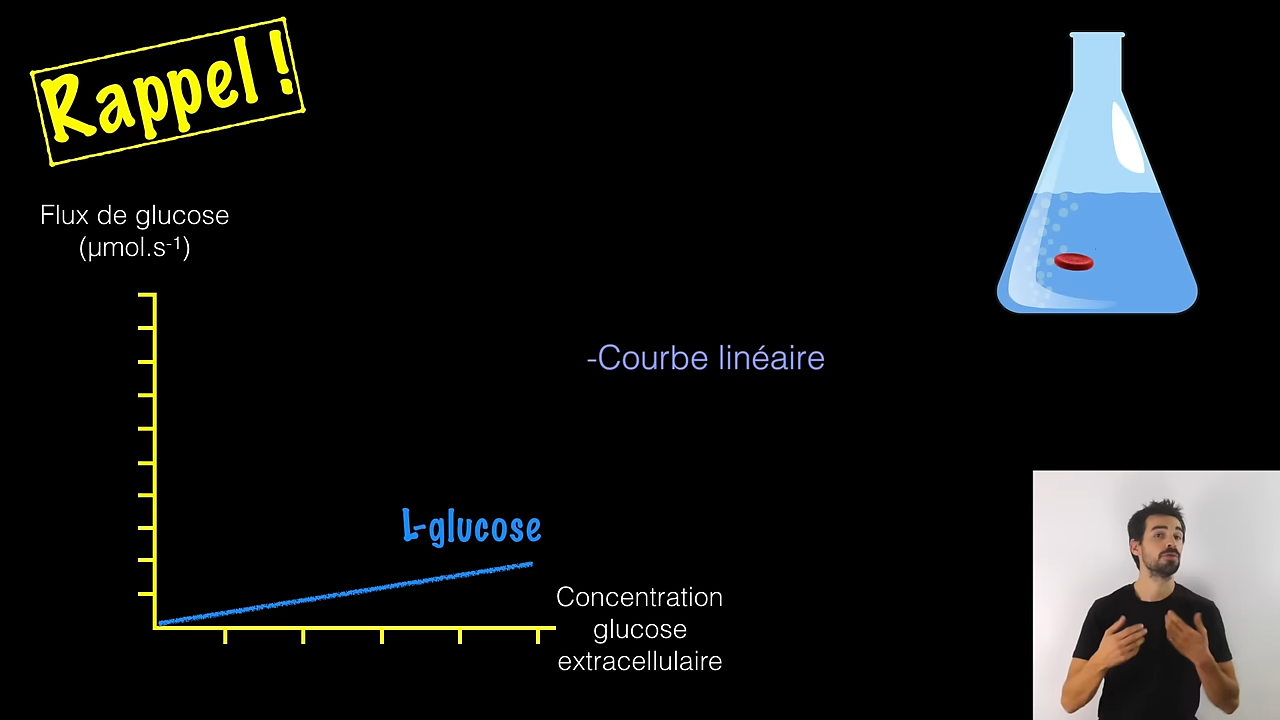 Rappel !
Flux de glucose
(µmol.s⁻¹)
-Courbe linéaire
L-glucose
Concentration
glucose
extracellulaire